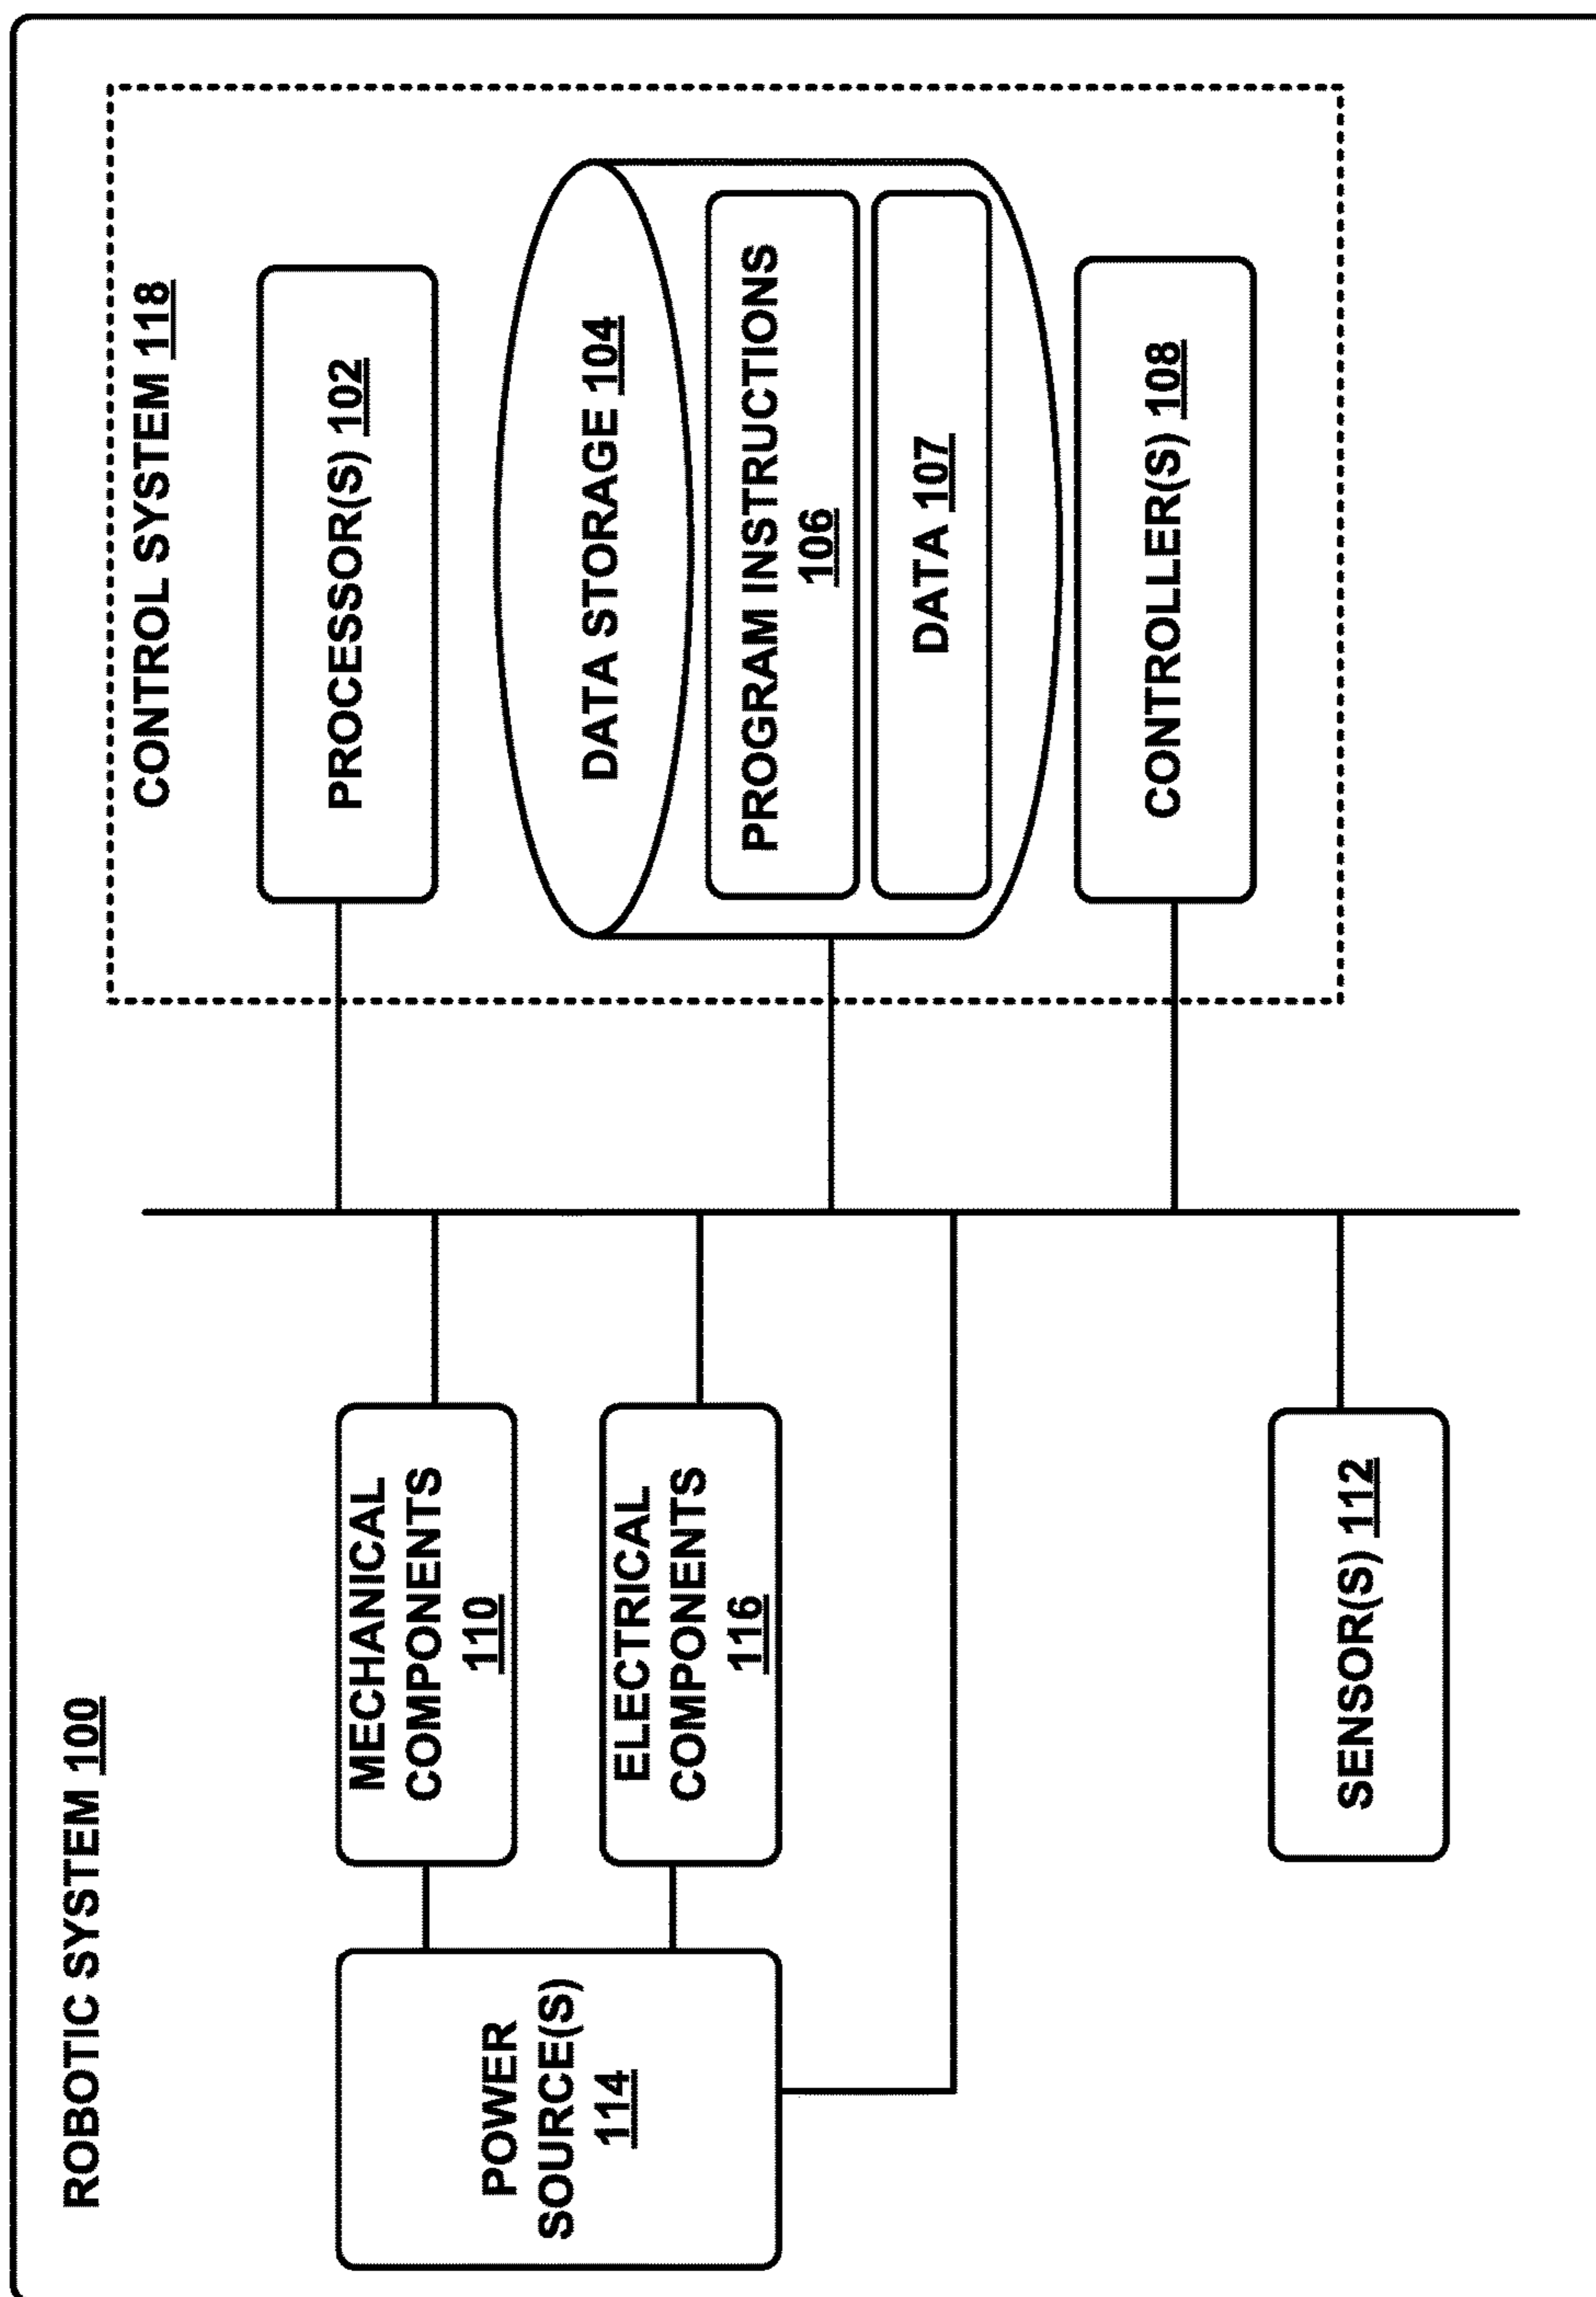 ROBOTIC SYSTEM 100
POWER
SOURCE(S)
114
MECHANICAL
COMPONENTS
110
ELECTRICAL
COMPONENTS
116
SENSOR(S) 112
CONTROL SYSTEM 118
PROCESSOR(S) 102
DATA STORAGE 104
PROGRAM INSTRUCTIONS
106
DATA 107
CONTROLLER(S) 108